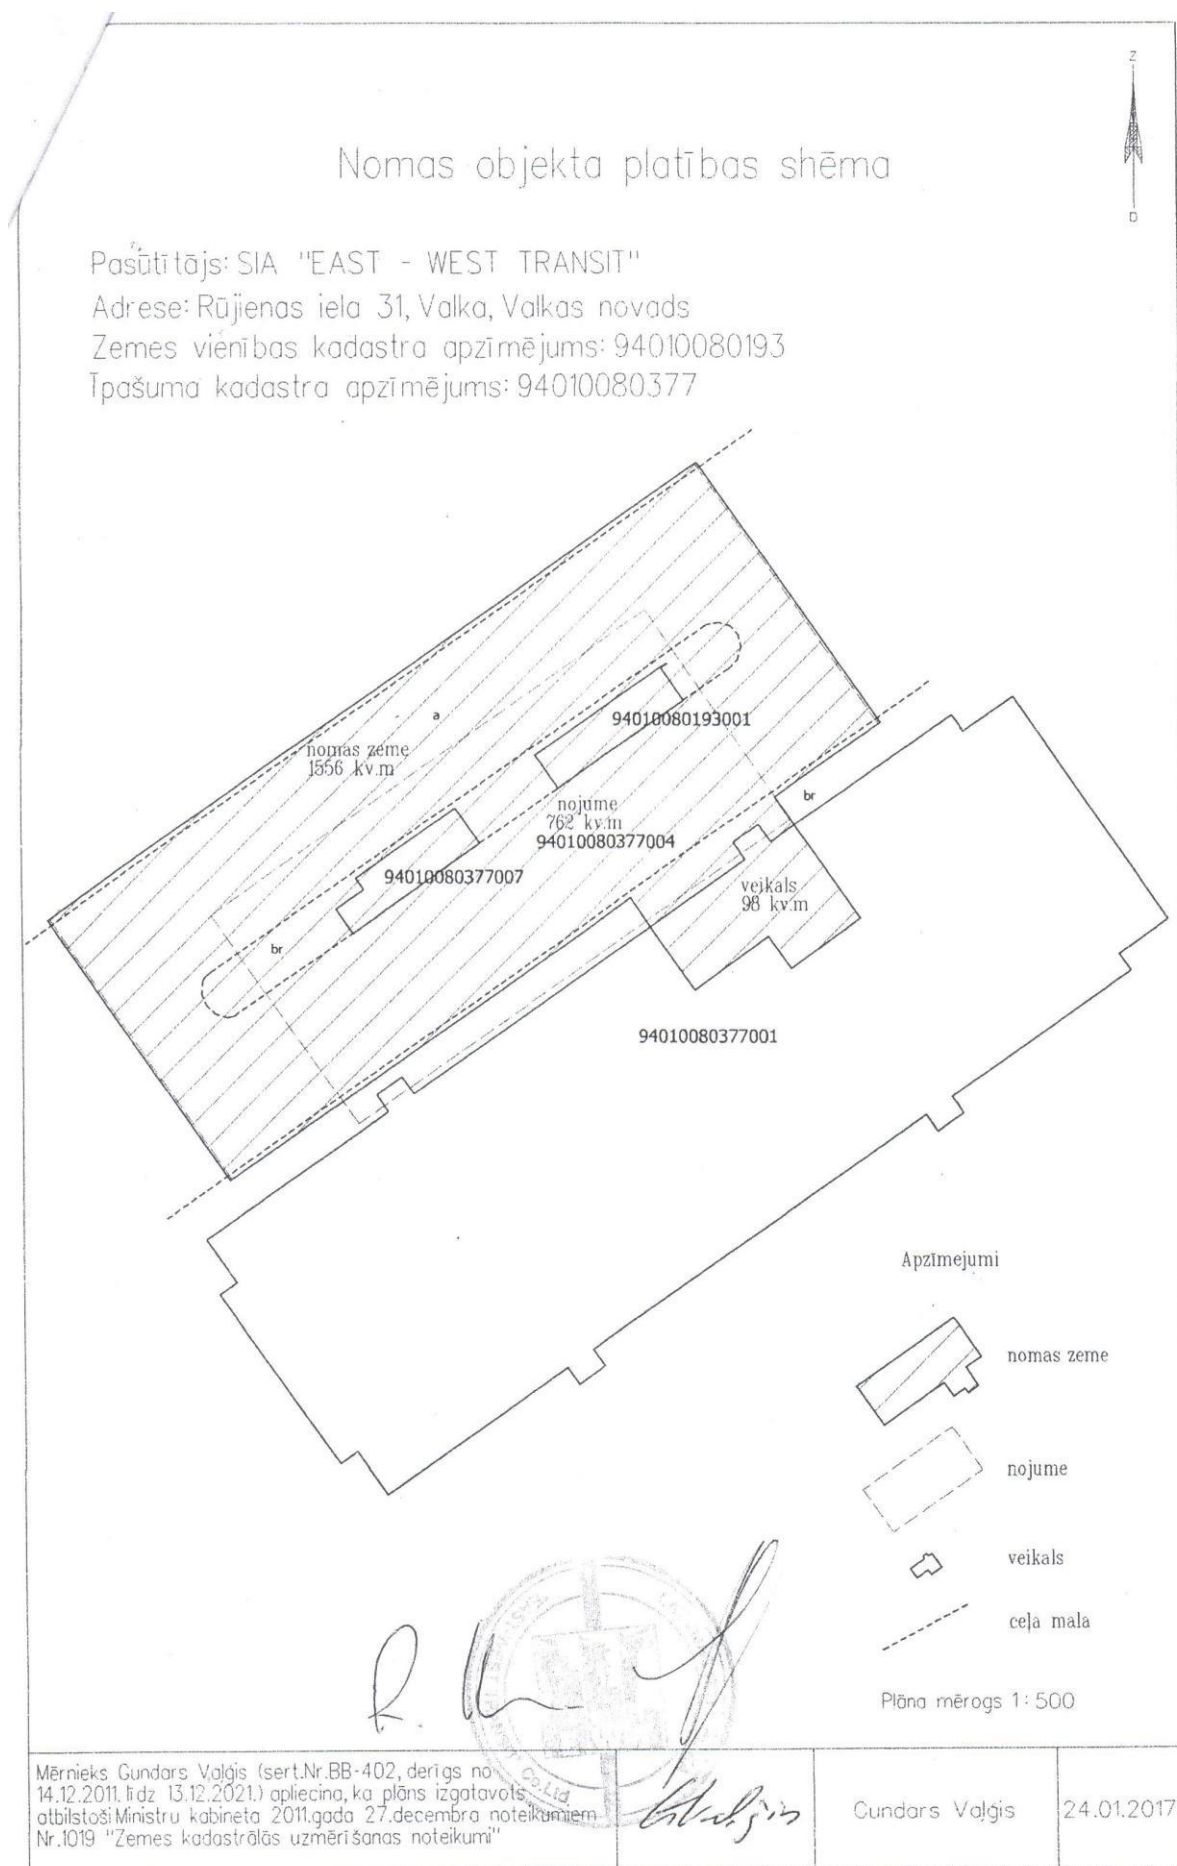 Z
D
Nomas objekta platības shēma
Pasūtītājs: SIA "EAST - WEST TRANSIT"
Adrese: Rūjienas iela 31, Valka, Valkas novads
Zemes vienības kadastra apzīmējums: 94010080193
Īpašuma kadastra apzīmējums: 94010080377
a
94010080193001
nomas zeme
1556 kv.m
br
nojume
762 kv.m
94010080377004
94010080377007
veikals
98 kv.m
br
94010080377001
Apzīmejumi
nomas zeme
nojume
veikals
ceļa mala
Plāna mērogs 1:500
Co.Ltd
Mērnieks Gundars Vaļģis (sert.Nr.BB-402, derīgs no
14.12.2011. līdz 13.12.2021.) apliecina, ka plāns izgatavots
atbilstoši Ministru kabineta 2011.gada 27.decembra noteikumiem
Nr.1019 "Zemes kadastrālās uzmērīšanas noteikumi"
Gundars Vaļģis
24.01.2017